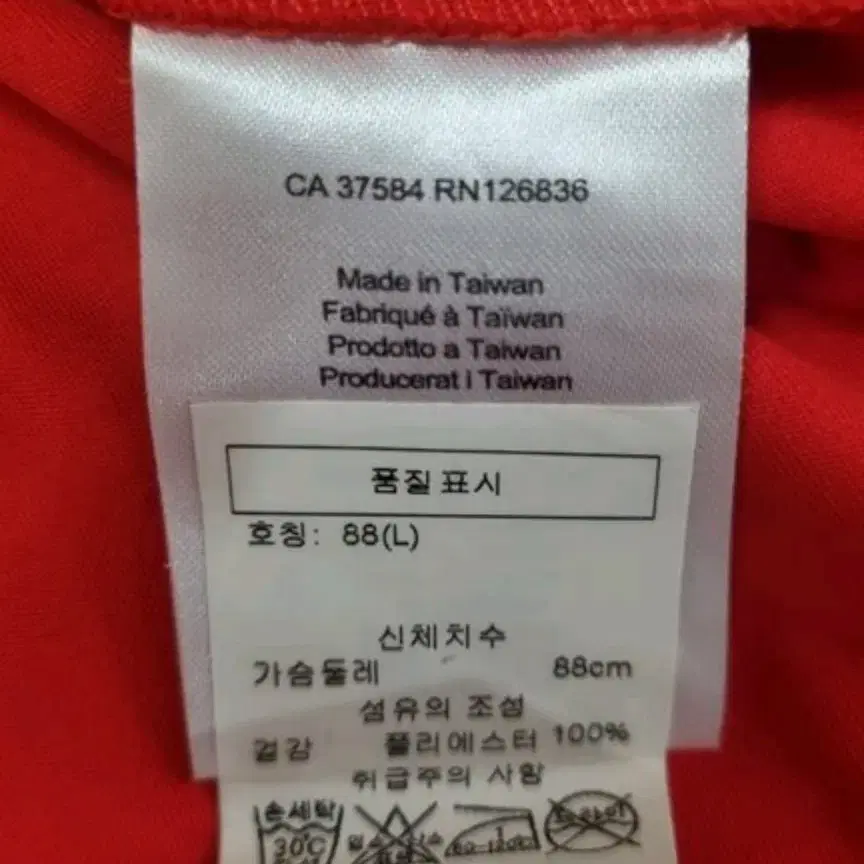 CA 37584 RN126836
Made in Taiwan
Fabriqué à Taïwan
Prodotto a Taiwan
Producerat i Taiwan
품질표시
호칭: 88(L)
신체치수
가슴둘레 88cm
섬유의 조성
겉감 폴리에스터 100%
취급주의 사항
손세탁
30℃